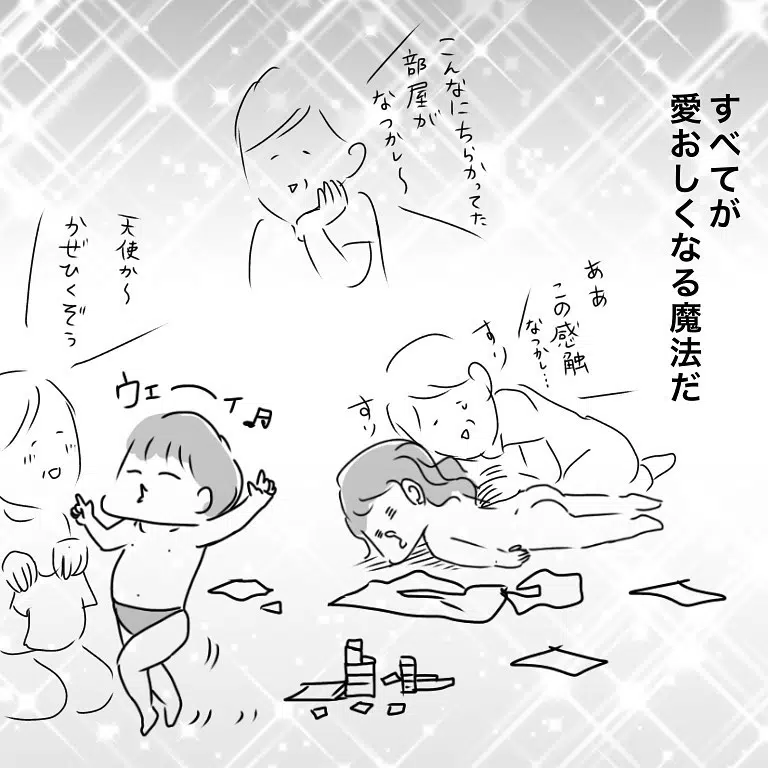 すべてが
愛おしくなる魔法だ
こんなにちらかってた
部屋が
なつかし〜
ああ
この感触
なつかし…
すり
すり
天使か〜
かぜひくぞぅ
ウェーイ♬